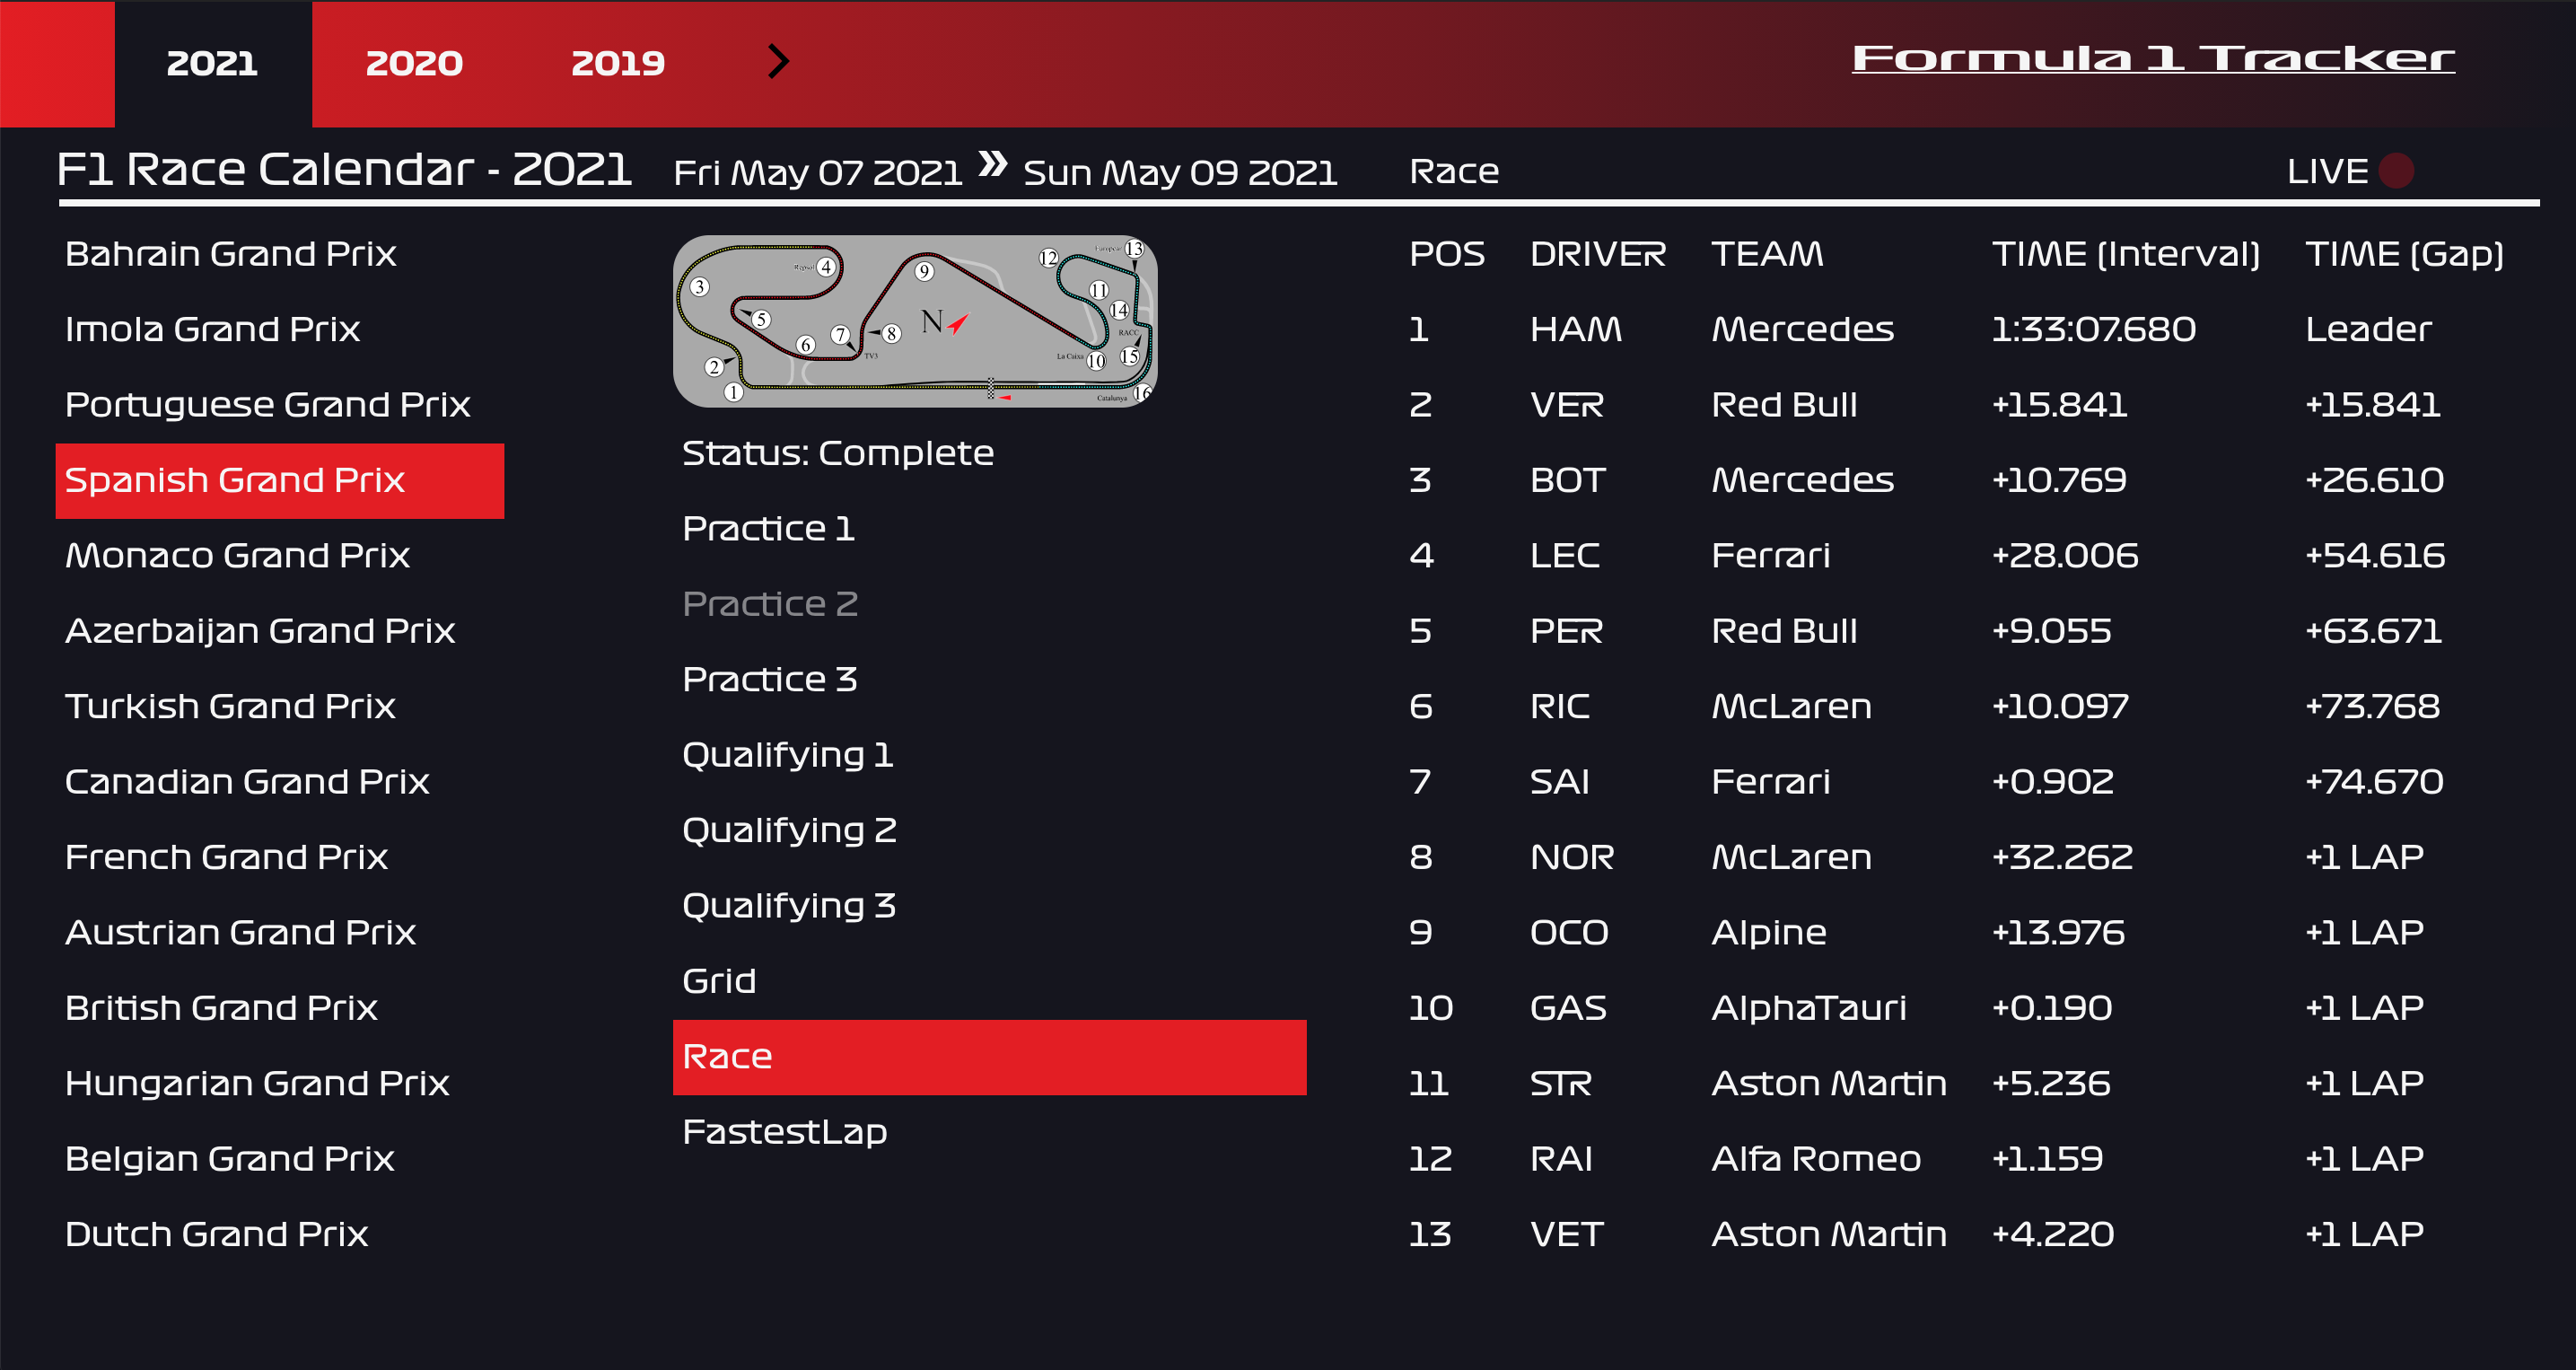 2021 2020 2019 Formula 1 Tracker
F1 Race Calendar - 2021 Fri May 07 2021 » Sun May 09 2021 Race LIVE
Bahrain Grand Prix
Imola Grand Prix
Portuguese Grand Prix
Spanish Grand Prix
Monaco Grand Prix
Azerbaijan Grand Prix
Turkish Grand Prix
Canadian Grand Prix
French Grand Prix
Austrian Grand Prix
British Grand Prix
Hungarian Grand Prix
Belgian Grand Prix
Dutch Grand Prix
1
2
3
Repsol 4
5
6
7
TV3
8
9
N
La Caixa 10
11
12
Europcar 13
14
RACC
15
Catalunya 16
Status: Complete
Practice 1
Practice 2
Practice 3
Qualifying 1
Qualifying 2
Qualifying 3
Grid
Race
FastestLap
POS DRIVER TEAM TIME (Interval) TIME (Gap)
1 HAM Mercedes 1:33:07.680 Leader
2 VER Red Bull +15.841 +15.841
3 BOT Mercedes +10.769 +26.610
4 LEC Ferrari +28.006 +54.616
5 PER Red Bull +9.055 +63.671
6 RIC McLaren +10.097 +73.768
7 SAI Ferrari +0.902 +74.670
8 NOR McLaren +32.262 +1 LAP
9 OCO Alpine +13.976 +1 LAP
10 GAS AlphaTauri +0.190 +1 LAP
11 STR Aston Martin +5.236 +1 LAP
12 RAI Alfa Romeo +1.159 +1 LAP
13 VET Aston Martin +4.220 +1 LAP